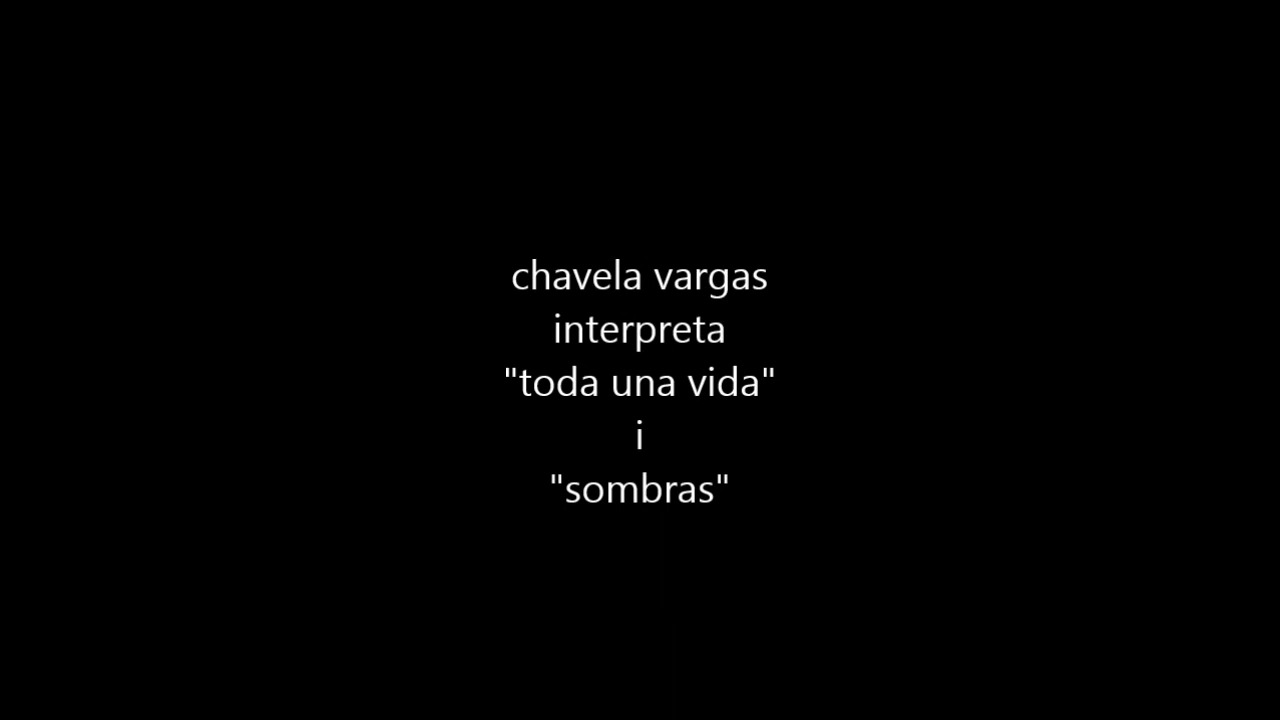 chavela vargas
interpreta
"toda una vida"
i
"sombras"